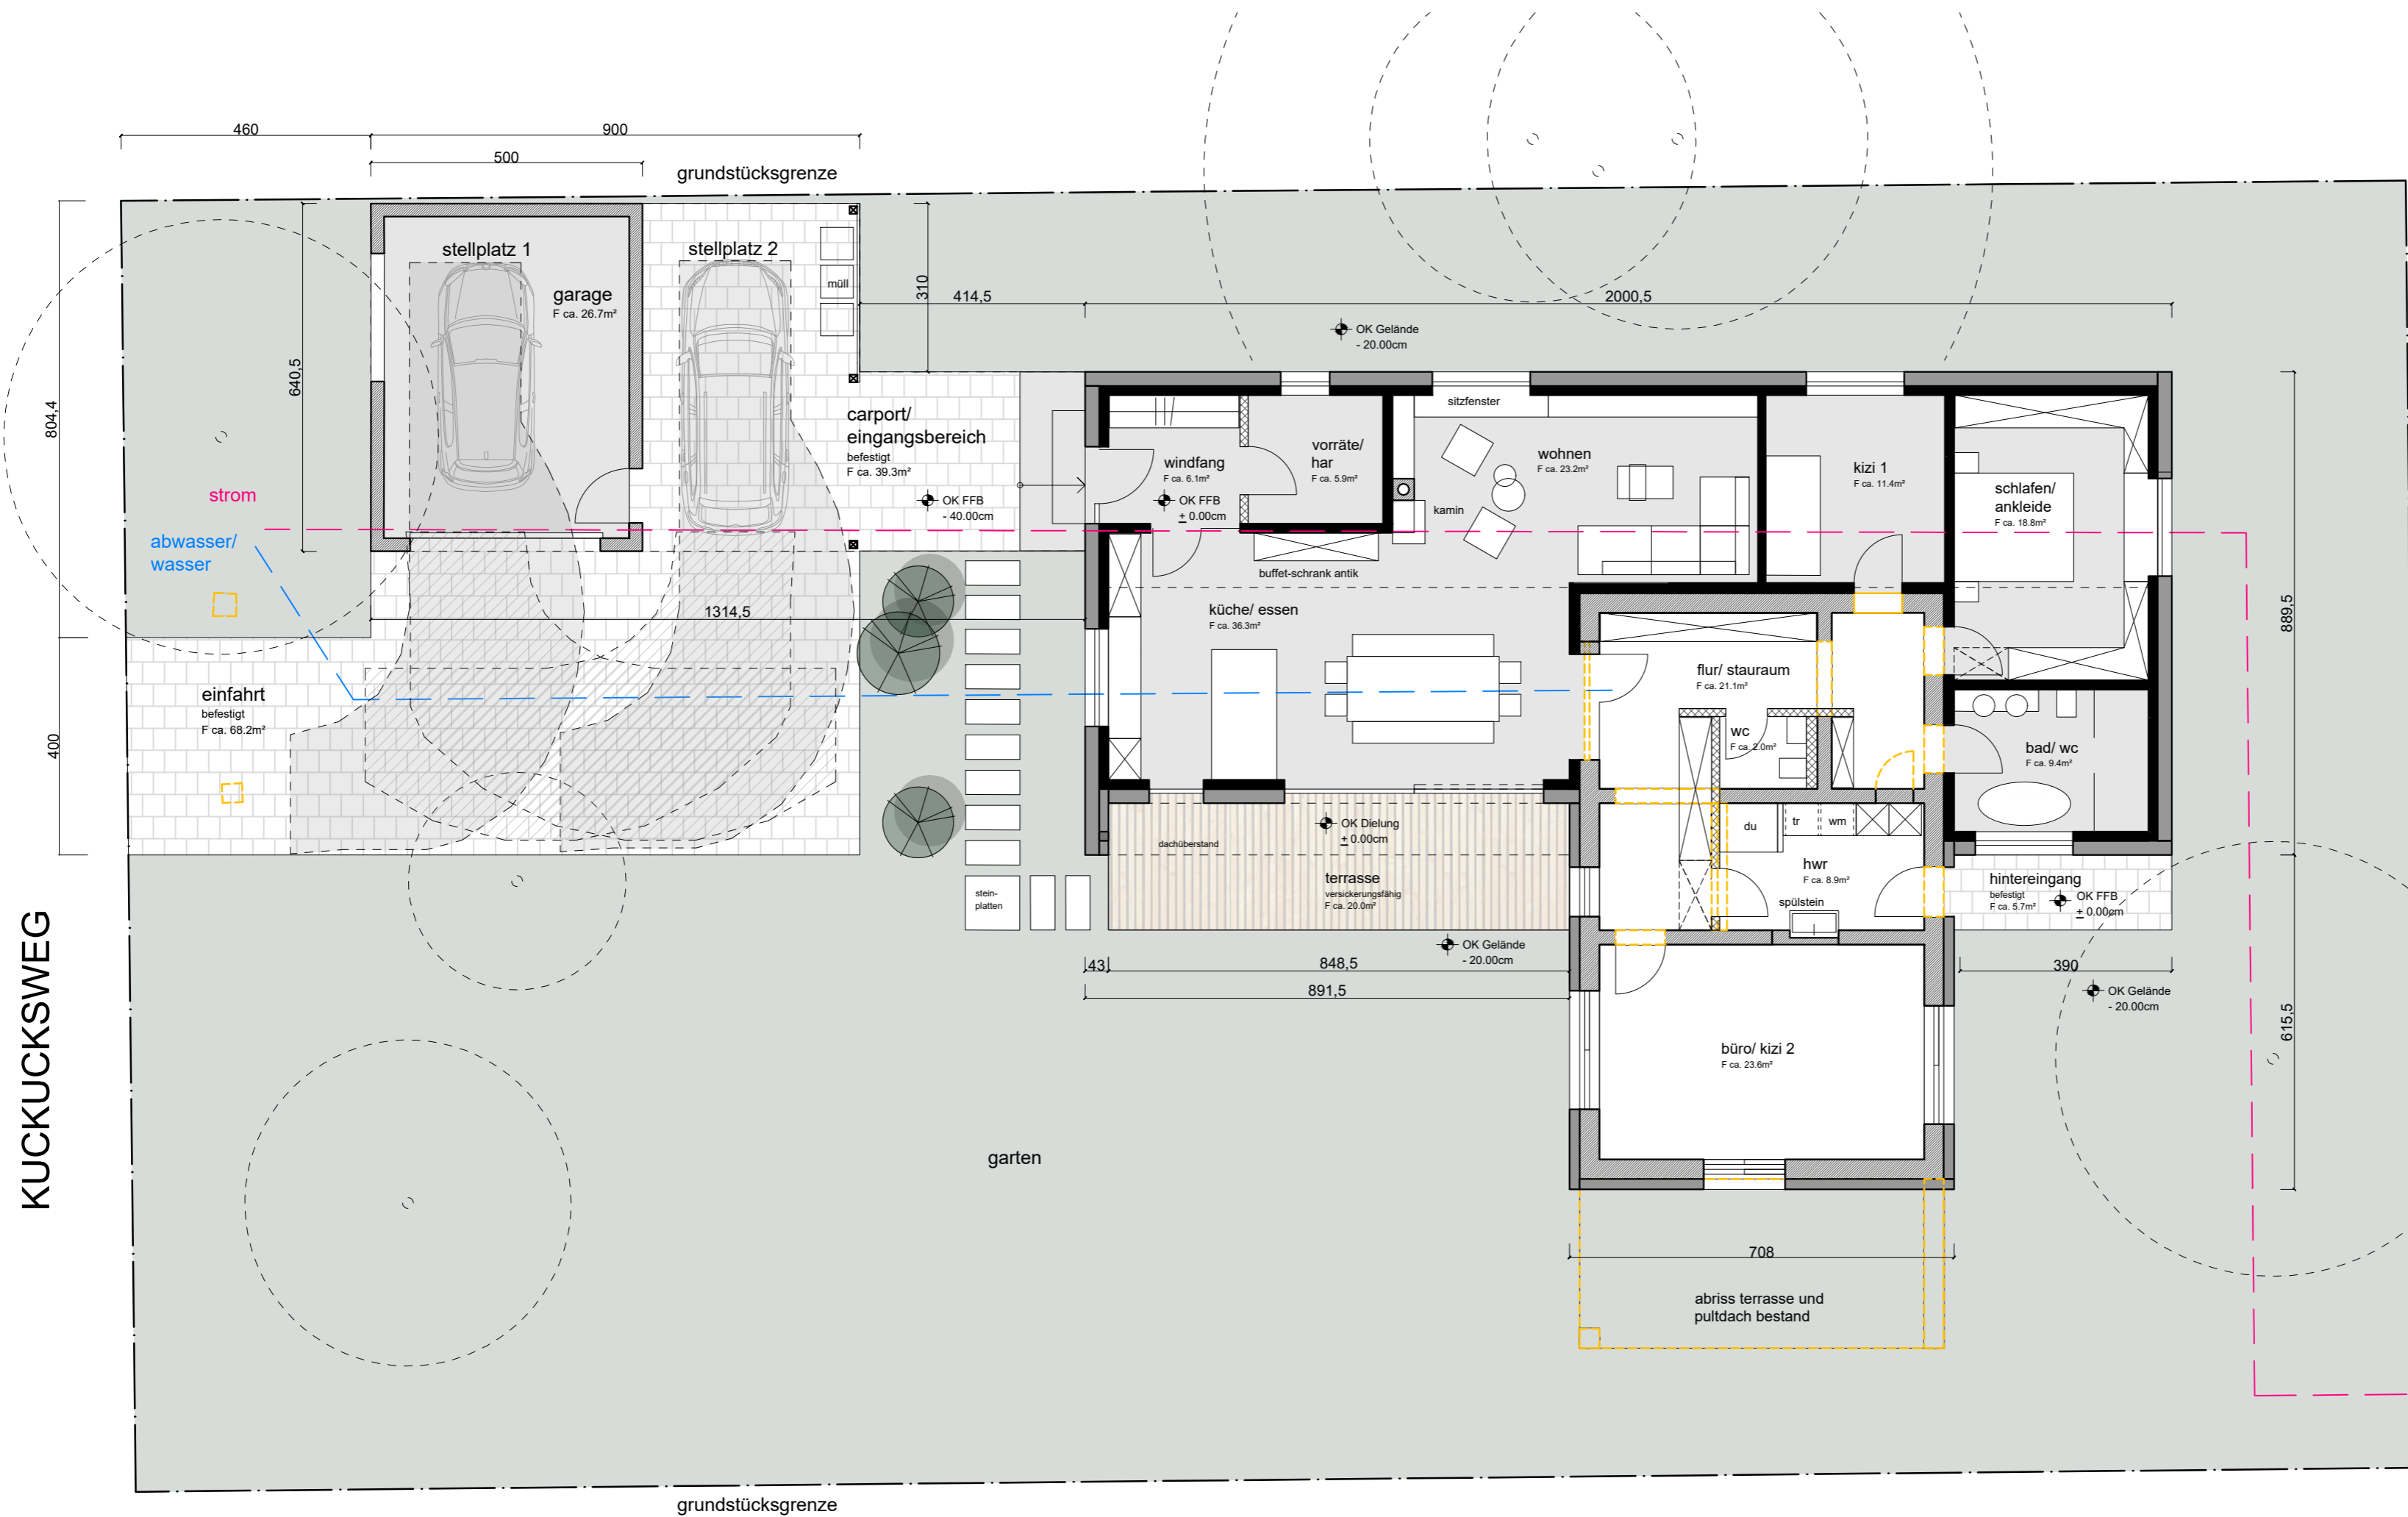 460
900
500
grundstücksgrenze
stellplatz 1
stellplatz 2
garage
F ca. 26.7m²
müll
310
414,5
2000,5
OK Gelände
- 20.00cm
640,5
804,4
carport/
eingangsbereich
befestigt
F ca. 39.3m²
OK FFB
- 40.00cm
windfang
F ca. 6.1m²
OK FFB
± 0.00cm
vorräte/
har
F ca. 5.9m²
sitzfenster
wohnen
F ca. 23.2m²
kamin
kizi 1
F ca. 11.4m²
schlafen/
ankleide
F ca. 18.8m²
strom
abwasser/
wasser
buffet-schrank antik
1314,5
küche/ essen
F ca. 36.3m²
889,5
flur/ stauraum
F ca. 21.1m²
einfahrt
befestigt
F ca. 68.2m²
400
wc
F ca. 2.0m²
bad/ wc
F ca. 9.4m²
OK Dielung
± 0.00cm
dachüberstand
du
tr
wm
hwr
F ca. 8.9m²
spülstein
terrasse
versickerungsfähig
F ca. 20.0m²
stein-
platten
hintereingang
befestigt
F ca. 5.7m²
OK FFB
± 0.00cm
OK Gelände
- 20.00cm
43
848,5
891,5
390
OK Gelände
- 20.00cm
615,5
büro/ kizi 2
F ca. 23.6m²
KUCKUCKSWEG
garten
708
abriss terrasse und
pultdach bestand
grundstücksgrenze